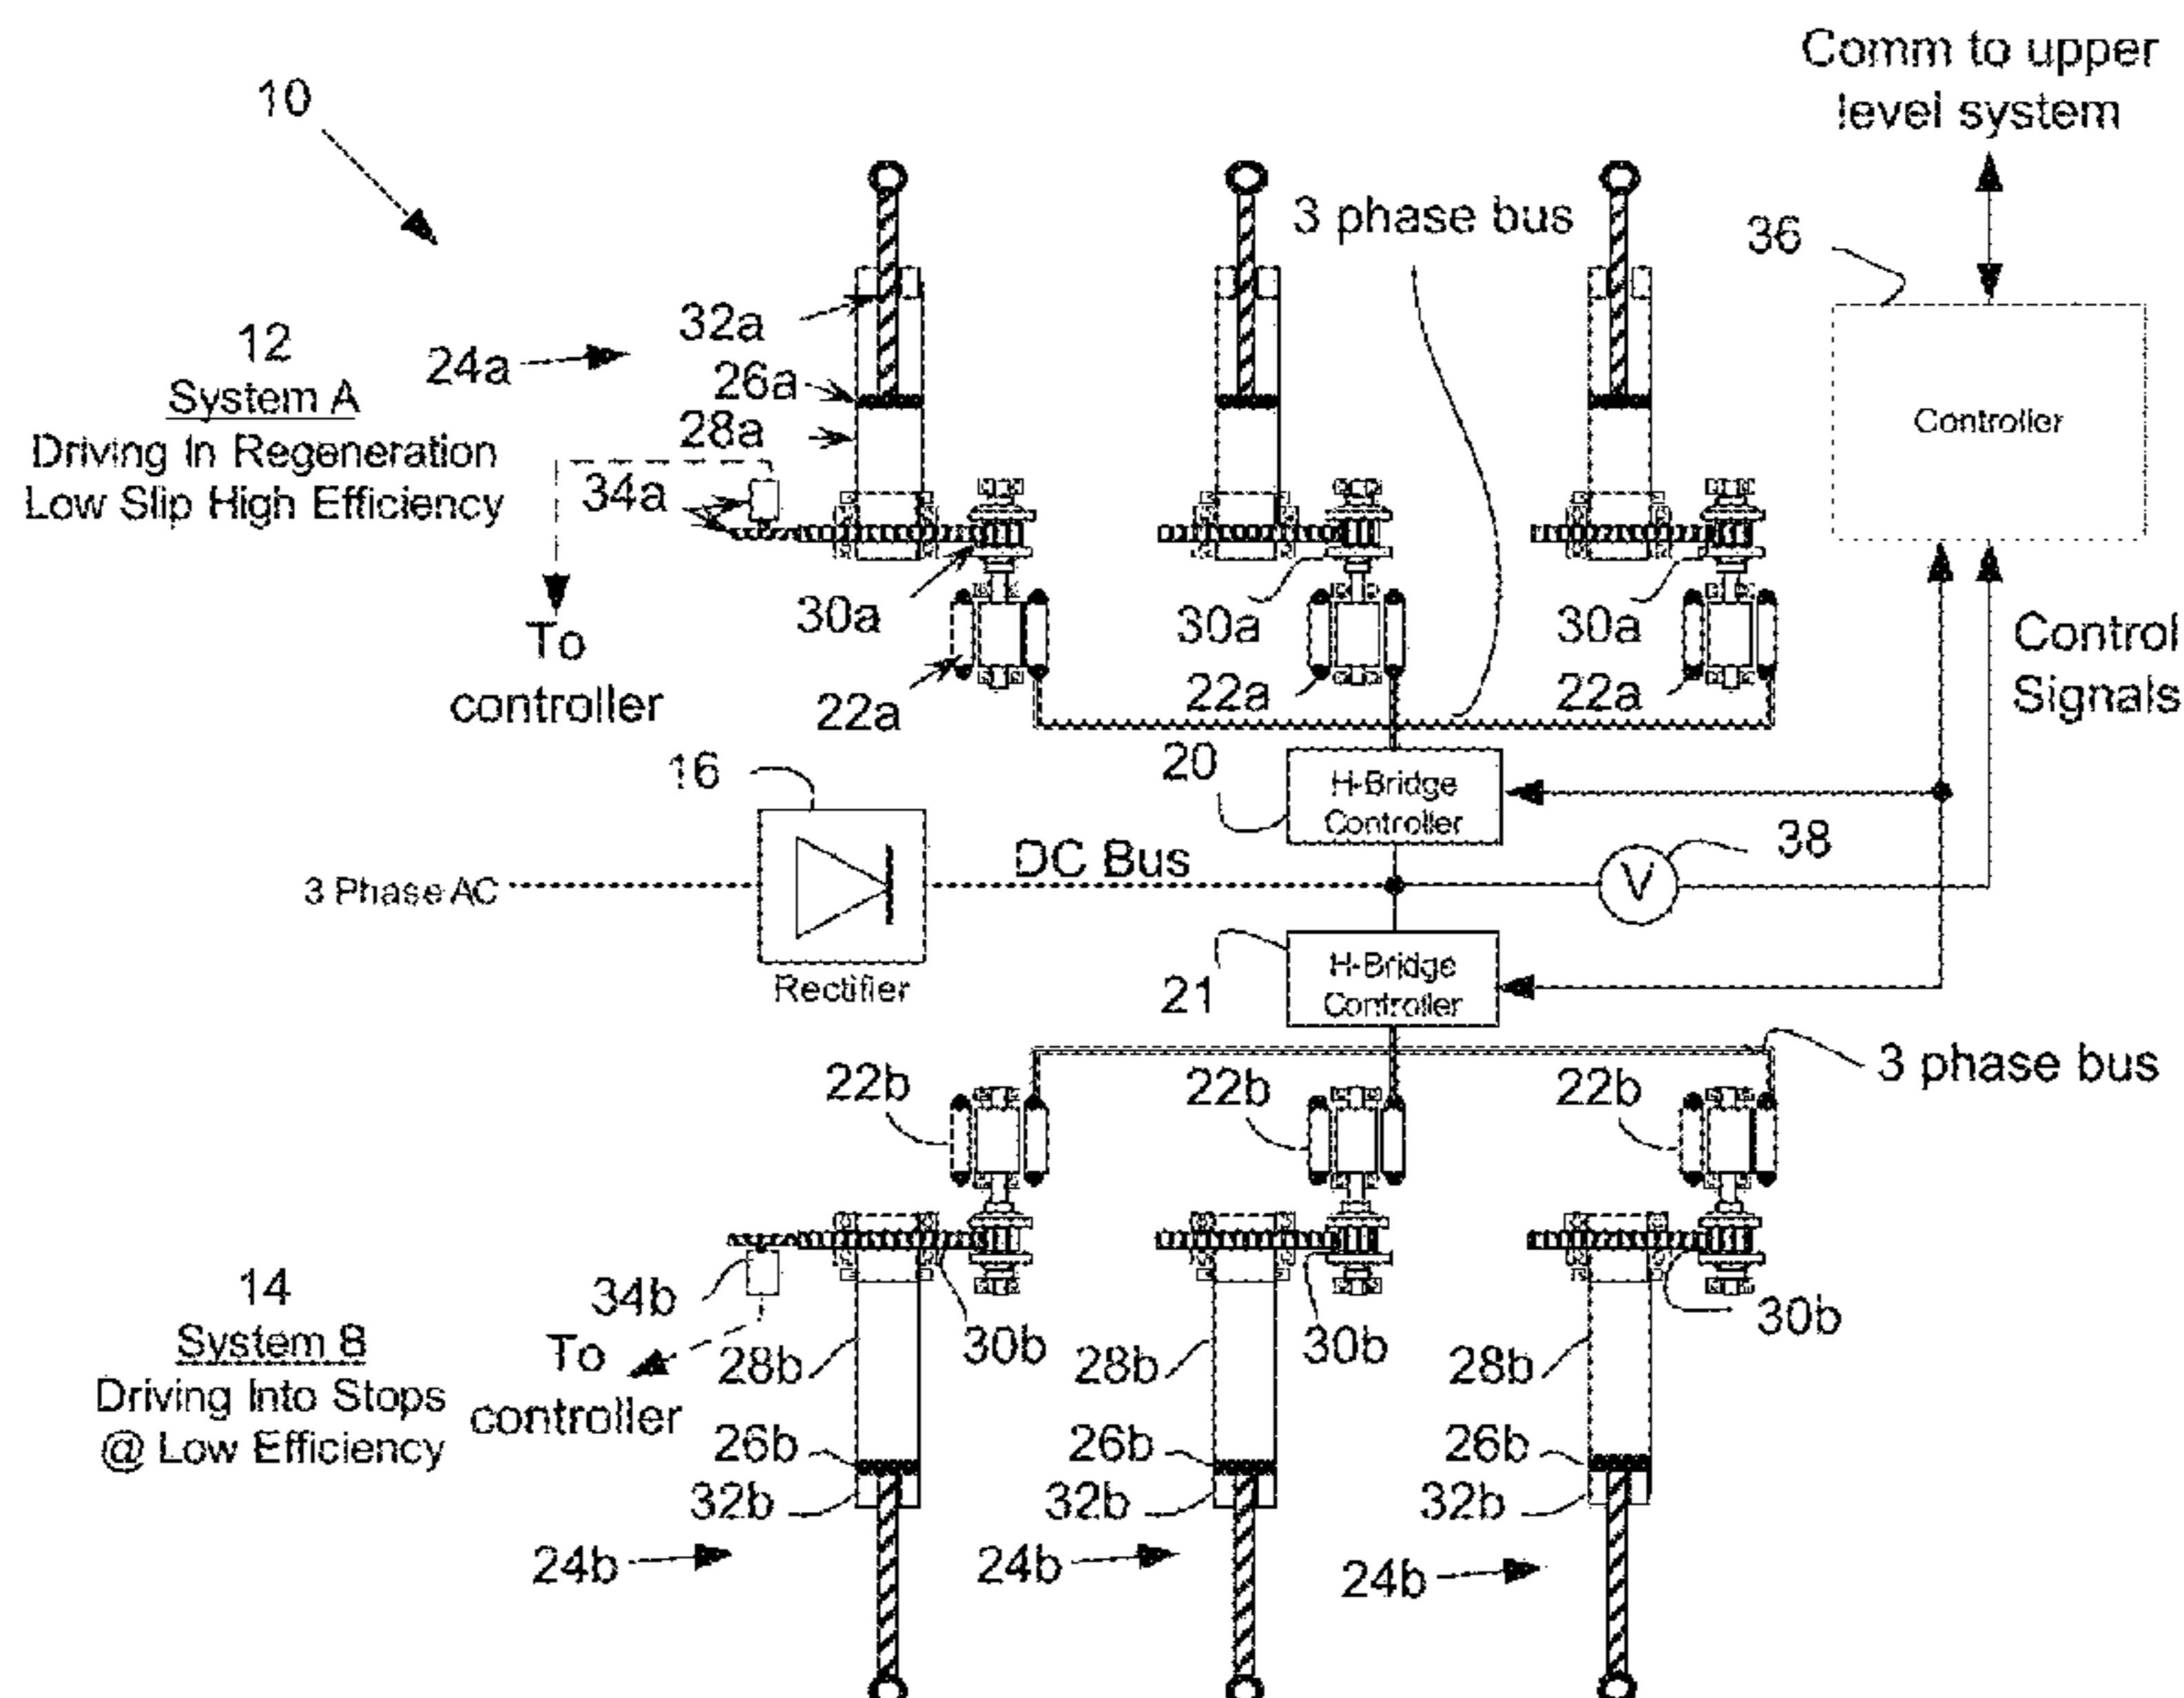 Comm to upper
level system
10
3 phase bus
36
32a
12
24a
System A
26a
28a
Controller
Driving In Regeneration
Low Slip High Efficiency
34a
30a
30a
30a
To
controller
22a
22a
22a
Control
Signals
16
20
H-Bridge
Controller
38
DC Bus
3 Phase AC
V
Rectifier
21
H-Bridge
Controller
3 phase bus
22b
22b
22b
14
System B
Driving Into Stops
@ Low Efficiency
34b
To
controller
30b
30b
30b
28b
28b
28b
26b
26b
26b
32b
32b
32b
24b
24b
24b